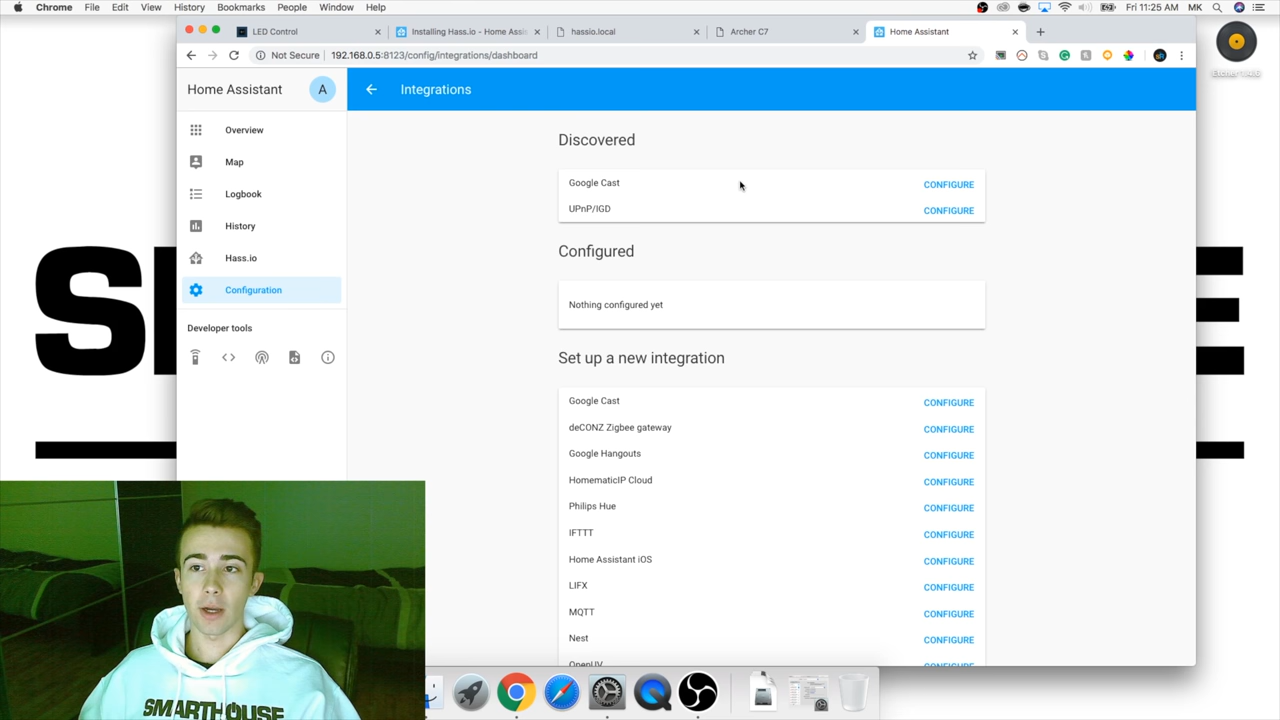 Chrome File Edit View History Bookmarks People Window Help
Fri 11:25 AM MK
LED Control
Installing Hass.io - Home Assis
hassio.local
Archer C7
Home Assistant
Not Secure 192.168.0.5:8123/config/integrations/dashboard
Etcher
Home Assistant
A
Integrations
Overview
Map
Logbook
History
Hass.io
Configuration
Developer tools
Discovered
Google Cast CONFIGURE
UPnP/IGD CONFIGURE
Configured
Nothing configured yet
Set up a new integration
Google Cast CONFIGURE
deCONZ Zigbee gateway CONFIGURE
Google Hangouts CONFIGURE
HomematicIP Cloud CONFIGURE
Philips Hue CONFIGURE
IFTTT CONFIGURE
Home Assistant iOS CONFIGURE
LIFX CONFIGURE
MQTT CONFIGURE
Nest CONFIGURE
OpenUV CONFIGURE
S E
SMARTHOUSE